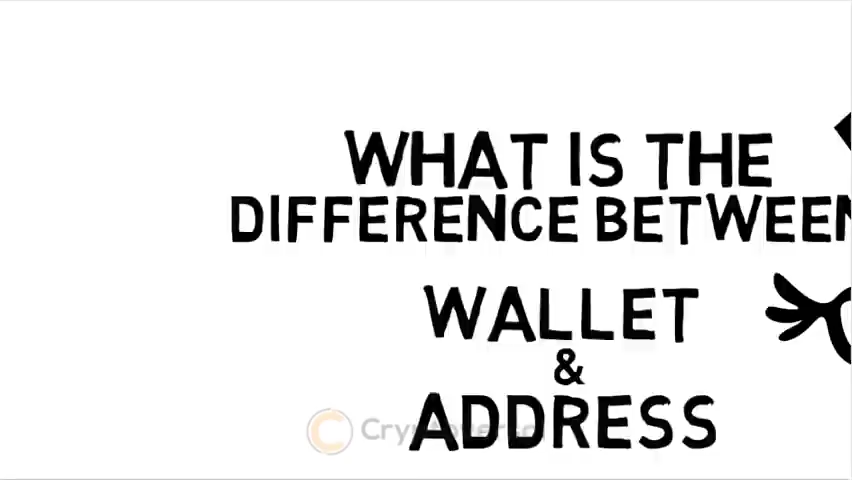 WHAT IS THE
DIFFERENCE BETWEEN
WALLET
&
ADDRESS